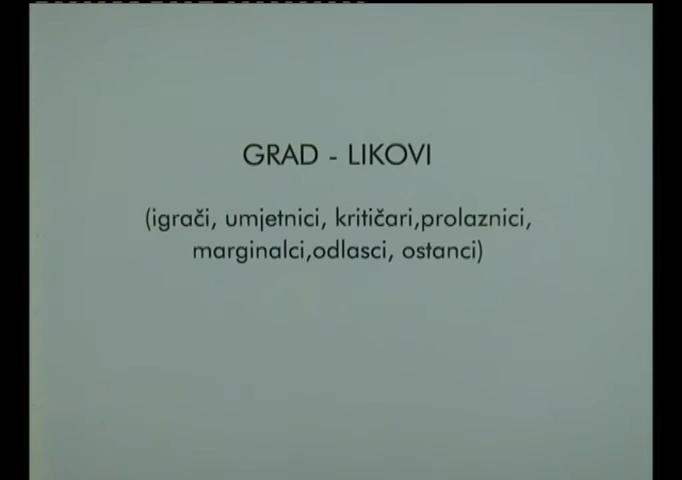 GRAD - LIKOVI
(igrači, umjetnici, kritičari,prolaznici,
marginalci,odlasci, ostanci)